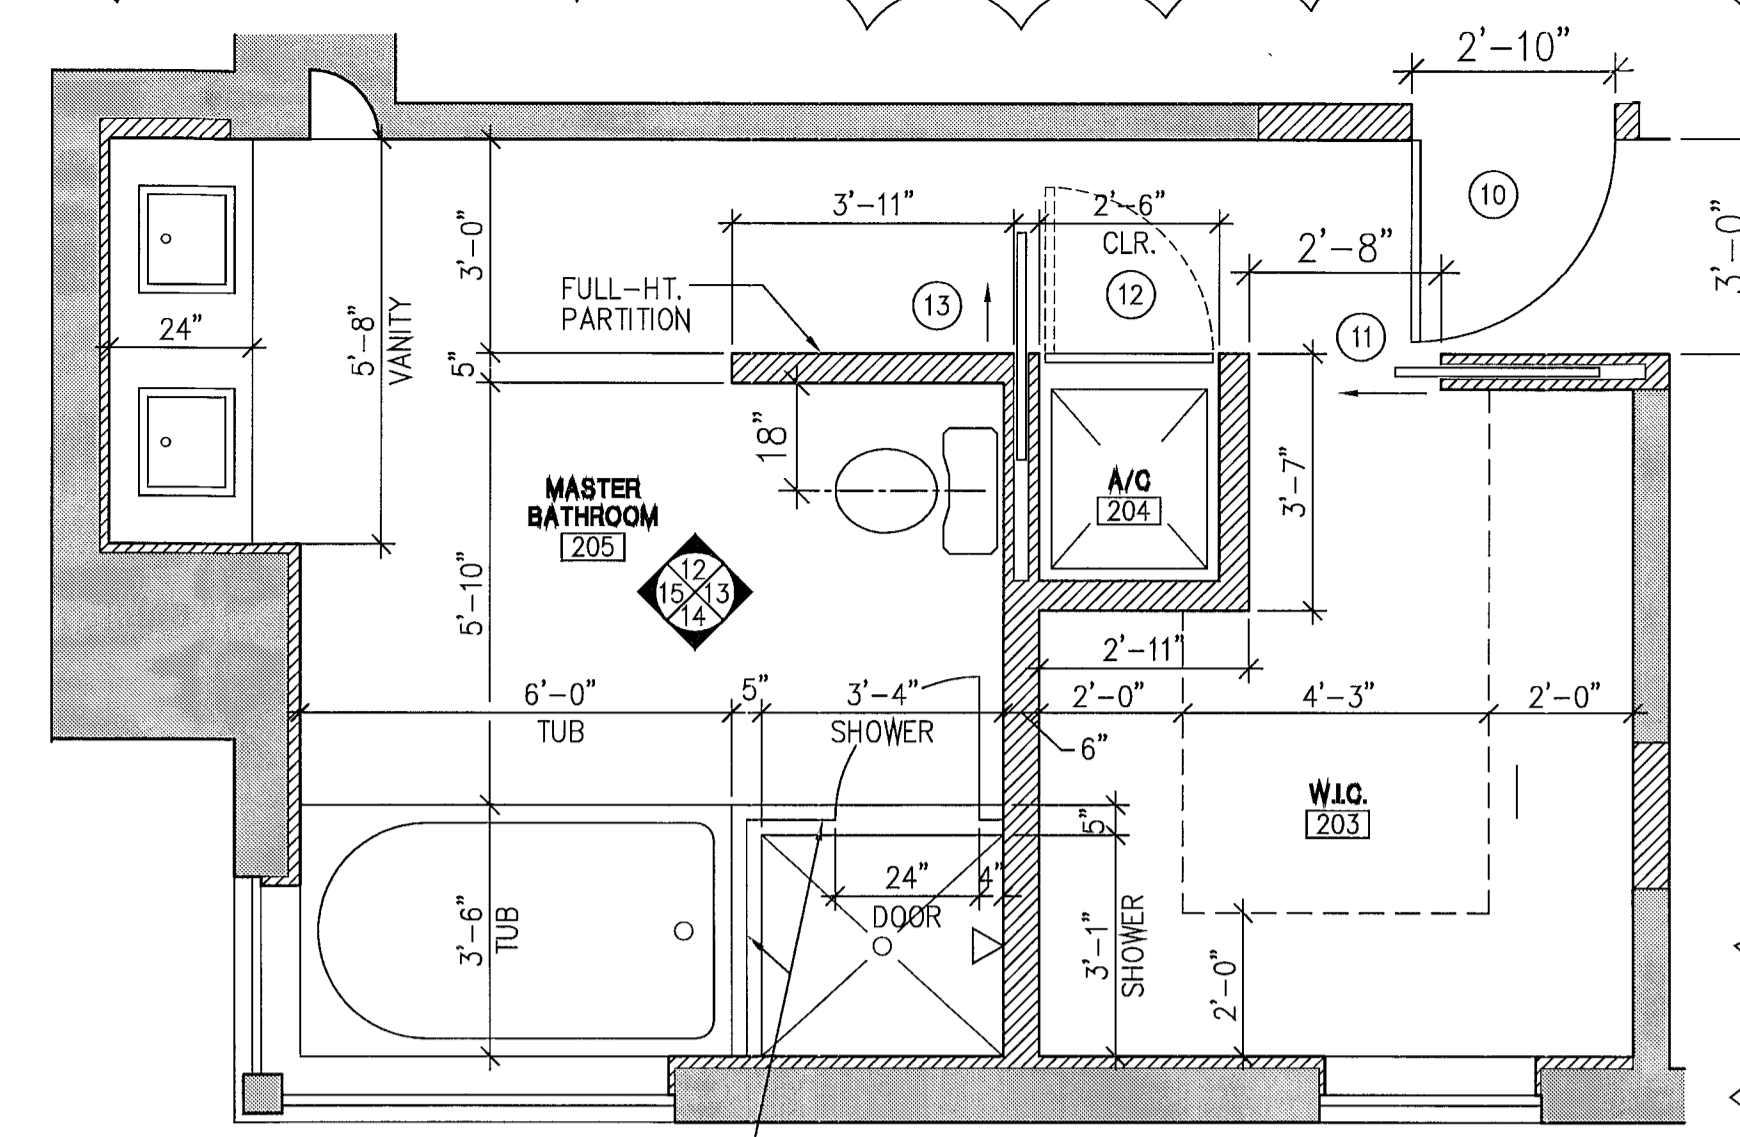 2'-10"
10
3'-11"
2'-6"
CLR.
2'-8"
3'-0"
3'-0"
FULL-HT.
PARTITION
13
12
11
24"
5'-8"
VANITY
5"
18"
3'-7"
MASTER
BATHROOM
205
A/C
204
12
15 13
14
5'-10"
2'-11"
6'-0"
TUB
5"
3'-4"
SHOWER
2'-0"
4'-3"
2'-0"
6"
W.I.C.
203
5"
24"
DOOR
4"
3'-6"
TUB
3'-1"
SHOWER
2'-0"